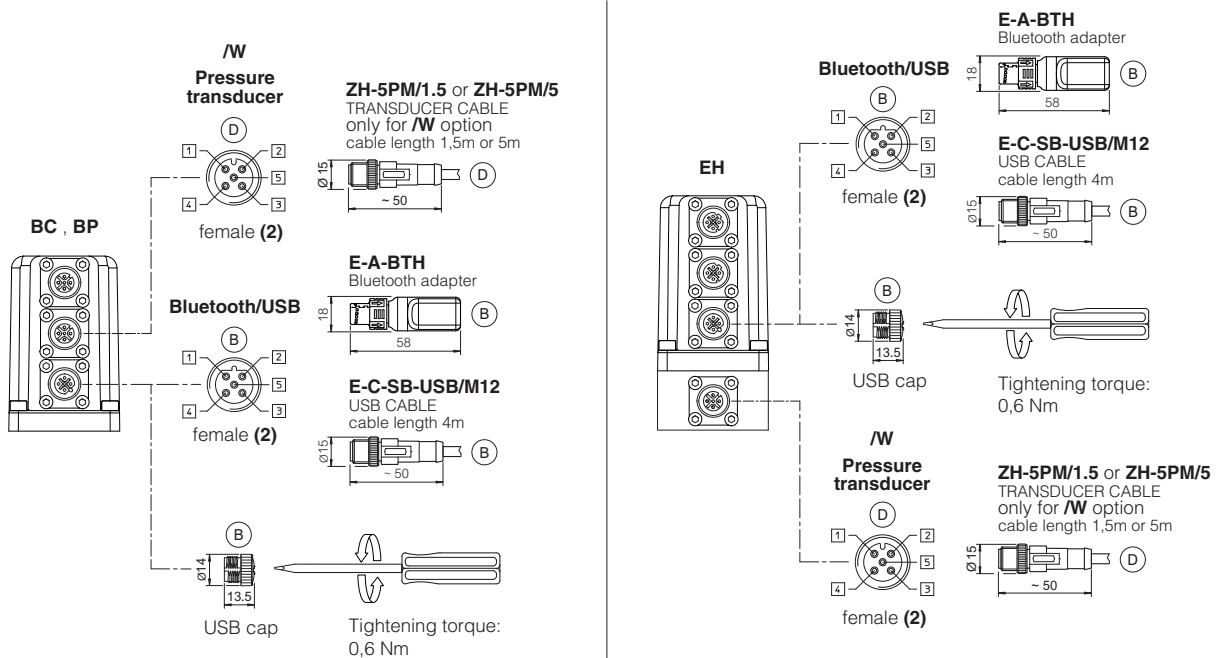 /W
Pressure
transducer
D
1
2
5
4
3
female (2)
ZH-5PM/1.5 or ZH-5PM/5
TRANSDUCER CABLE
only for /W option
cable length 1,5m or 5m
Ø 15
~ 50
D
BC , BP
Bluetooth/USB
B
1
2
5
4
3
female (2)
E-A-BTH
Bluetooth adapter
18
58
B
E-C-SB-USB/M12
USB CABLE
cable length 4m
Ø15
~ 50
B
B
Ø14
13.5
USB cap
Tightening torque:
0,6 Nm
EH
Bluetooth/USB
B
1
2
5
4
3
female (2)
E-A-BTH
Bluetooth adapter
18
58
B
E-C-SB-USB/M12
USB CABLE
cable length 4m
Ø15
~ 50
B
B
Ø14
13.5
USB cap
Tightening torque:
0,6 Nm
/W
Pressure
transducer
D
1
2
5
4
3
female (2)
ZH-5PM/1.5 or ZH-5PM/5
TRANSDUCER CABLE
only for /W option
cable length 1,5m or 5m
Ø 15
~ 50
D